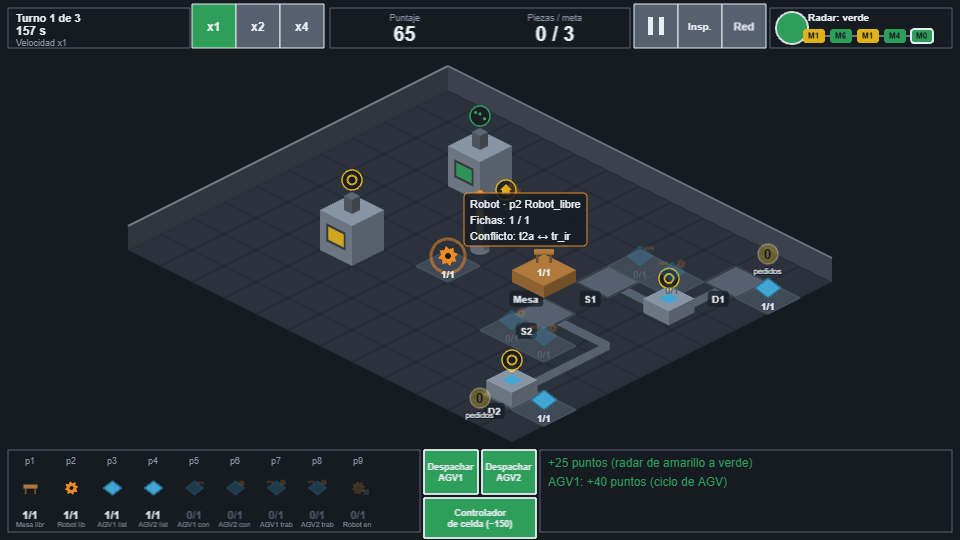 Turno 1 de 3
157 s
Velocidad x1
x1
x2
x4
Puntaje
65
Piezas / meta
0 / 3
Insp.
Red
Radar: verde
M1
M6
M1
M4
M0
Robot · p2 Robot_libre
Fichas: 1 / 1
Conflicto: t2a ↔ tr_ir
1/1
1/1
Mesa
S1
0/1
D1
0
pedidos
1/1
S2
0/1
0/1
0
pedidos
D2
1/1
p1
p2
p3
p4
p5
p6
p7
p8
p9
1/1
1/1
1/1
1/1
0/1
0/1
0/1
0/1
0/1
Mesa libr
Robot lib
AGV1 list
AGV2 list
AGV1 con
AGV2 con
AGV1 trab
AGV2 trab
Robot en
Despachar
AGV1
Despachar
AGV2
Controlador
de celda (−150)
+25 puntos (radar de amarillo a verde)
AGV1: +40 puntos (ciclo de AGV)